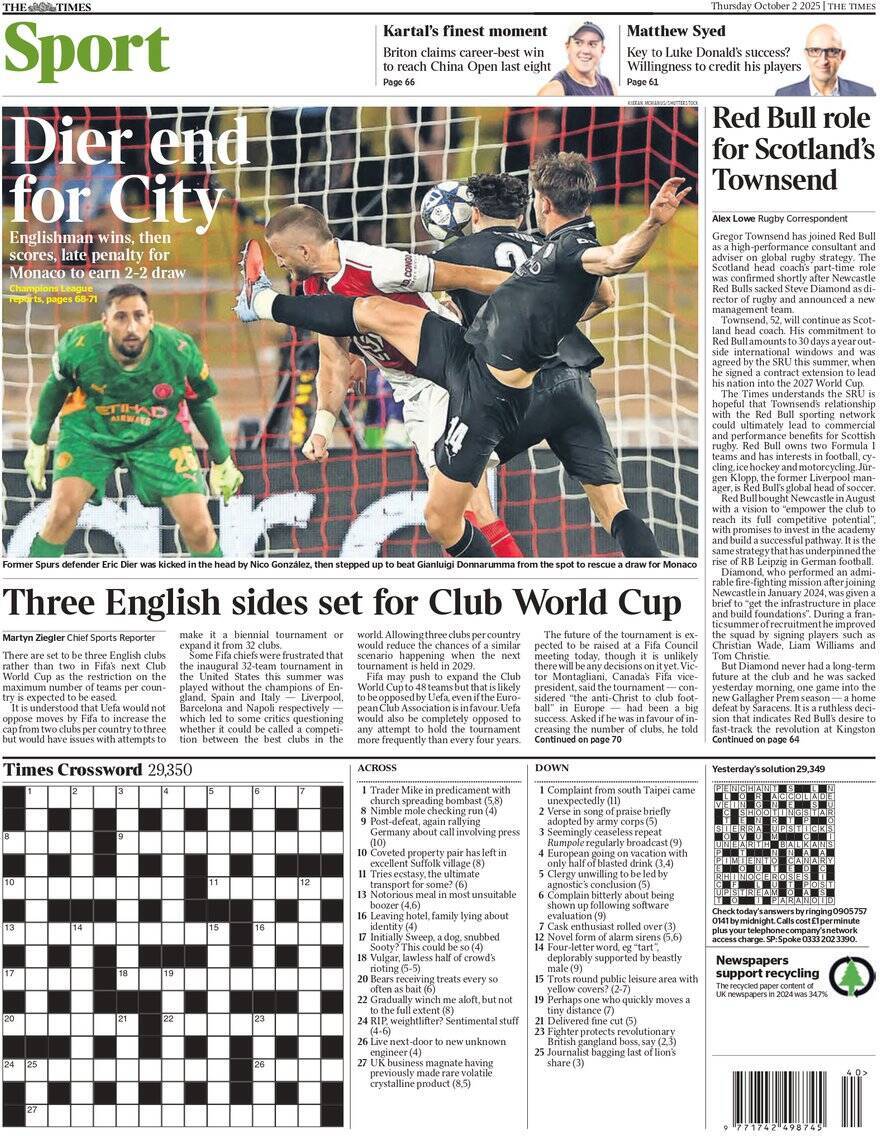 THE TIMES
Thursday October 2 2025 | THE TIMES
Sport
Kartal's finest moment
Briton claims career-best win
to reach China Open last eight
Page 66
Matthew Syed
Key to Luke Donald's success?
Willingness to credit his players
Page 61
Dier end
for City
Englishman wins, then
scores, late penalty for
Monaco to earn 2-2 draw
Champions League
reports, pages 68-71
ETIHAD
AIRWAYS
25
14
Former Spurs defender Eric Dier was kicked in the head by Nico González, then stepped up to beat Gianluigi Donnarumma from the spot to rescue a draw for Monaco
Red Bull role
for Scotland's
Townsend
Alex Lowe Rugby Correspondent
Gregor Townsend has joined Red Bull
as a high-performance consultant and
adviser on global rugby strategy. The
Scotland head coach's part-time role
was confirmed shortly after Newcastle
Red Bulls sacked Steve Diamond as di-
rector of rugby and announced a new
management team.
Townsend, 52, will continue as Scot-
land head coach. His commitment to
Red Bull amounts to 30 days a year out-
side international windows and was
agreed by the SRU this summer, when
he signed a contract extension to lead
his nation into the 2027 World Cup.
The Times understands the SRU is
hopeful that Townsend's relationship
with the Red Bull sporting network
could ultimately lead to commercial
and performance benefits for Scottish
rugby. Red Bull owns two Formula 1
teams and has interests in football, cy-
cling, ice hockey and motorcycling. Jür-
gen Klopp, the former Liverpool man-
ager, is Red Bull's global head of soccer.
Red Bull bought Newcastle in August
with a vision to "empower the club to
reach its full competitive potential",
with promises to invest in the academy
and build a successful pathway. It is the
same strategy that has underpinned the
rise of RB Leipzig in German football.
Diamond, who performed an admi-
rable fire-fighting mission after joining
Newcastle in January 2024, was given a
brief to "get the infrastructure in place
and build foundations". During a fran-
tic summer of recruitment he improved
the squad by signing players such as
Christian Wade, Liam Williams and
Tom Christie.
But Diamond never had a long-term
future at the club and he was sacked
yesterday morning, one game into the
new Gallagher Prem season — a home
defeat by Saracens. It is a ruthless deci-
sion that indicates Red Bull's desire to
fast-track the revolution at Kingston
Continued on page 64
Three English sides set for Club World Cup
Martyn Ziegler Chief Sports Reporter
There are set to be three English clubs
rather than two in Fifa's next Club
World Cup as the restriction on the
maximum number of teams per coun-
try is expected to be eased.
It is understood that Uefa would not
oppose moves by Fifa to increase the
cap from two clubs per country to three
but would have issues with attempts to
make it a biennial tournament or
expand it from 32 clubs.
Some Fifa chiefs were frustrated that
the inaugural 32-team tournament in
the United States this summer was
played without the champions of En-
gland, Spain and Italy — Liverpool,
Barcelona and Napoli respectively —
which led to some critics questioning
whether it could be called a competi-
tion between the best clubs in the
world. Allowing three clubs per country
would reduce the chances of a similar
scenario happening when the next
tournament is held in 2029.
Fifa may push to expand the Club
World Cup to 48 teams but that is likely
to be opposed by Uefa, even if the Euro-
pean Club Association is in favour. Uefa
would also be completely opposed to
any attempt to hold the tournament
more frequently than every four years.
The future of the tournament is ex-
pected to be raised at a Fifa Council
meeting today, though it is unlikely
there will be any decisions on it yet. Vic-
tor Montagliani, Canada's Fifa vice-
president, said the tournament — con-
sidered "the anti-Christ to club foot-
ball" in Europe — had been a big
success. Asked if he was in favour of in-
creasing the number of clubs, he told
Continued on page 70
Times Crossword 29,350
ACROSS
1 Trader Mike in predicament with
church spreading bombast (5,8)
8 Nimble mole checking run (4)
9 Post-defeat, again rallying
Germany about call involving press
(10)
10 Coveted property pair has left in
excellent Suffolk village (8)
11 Tries ecstasy, the ultimate
transport for some? (6)
13 Notorious meat in most unsuitable
boozer (4,6)
16 Leaving hotel, family lying about
identity (4)
17 Initially Sweep, a dog, snubbed
Sooty? This could be so (4)
18 Vulgar, lawless half of crowd's
rioting (5-5)
20 Bears receiving treats every so
often as bait (6)
22 Gradually winch me aloft, but not
to the full extent (8)
24 RIP, weightlifter? Sentimental stuff
(4-6)
26 Live next-door to new unknown
engineer (4)
27 UK business magnate having
previously made rare volatile
crystalline product (8,5)
DOWN
1 Complaint from south Taipei came
unexpectedly (11)
2 Verse in song of praise briefly
adopted by army corps (5)
3 Seemingly ceaseless repeat
Rumpole regularly broadcast (9)
4 European going on vacation with
only half of blasted drink (3,4)
5 Clergy unwilling to be led by
agnostic's conclusion (5)
6 Complain bitterly about being
shown up following software
evaluation (9)
7 Cask enthusiast rolled over (3)
12 Novel form of alarm sirens (5,6)
14 Four-letter word, eg "tart",
deplorably supported by beastly
male (9)
15 Trots round public leisure area with
yellow covers? (2-7)
19 Perhaps one who quickly moves a
tiny distance (7)
21 Delivered fine cut (5)
23 Fighter protects revolutionary
British gangland boss, say (2,3)
25 Journalist bagging last of lion's
share (3)
Yesterday's solution 29,349
Check today's answers by ringing 0905 757
0141 by midnight. Calls cost £1 per minute
plus your telephone company's network
access charge. SP: Spoke 0333 202 3390.
Newspapers
support recycling
The recycled paper content of
UK newspapers in 2024 was 34.7%
40>
9 771742 498745